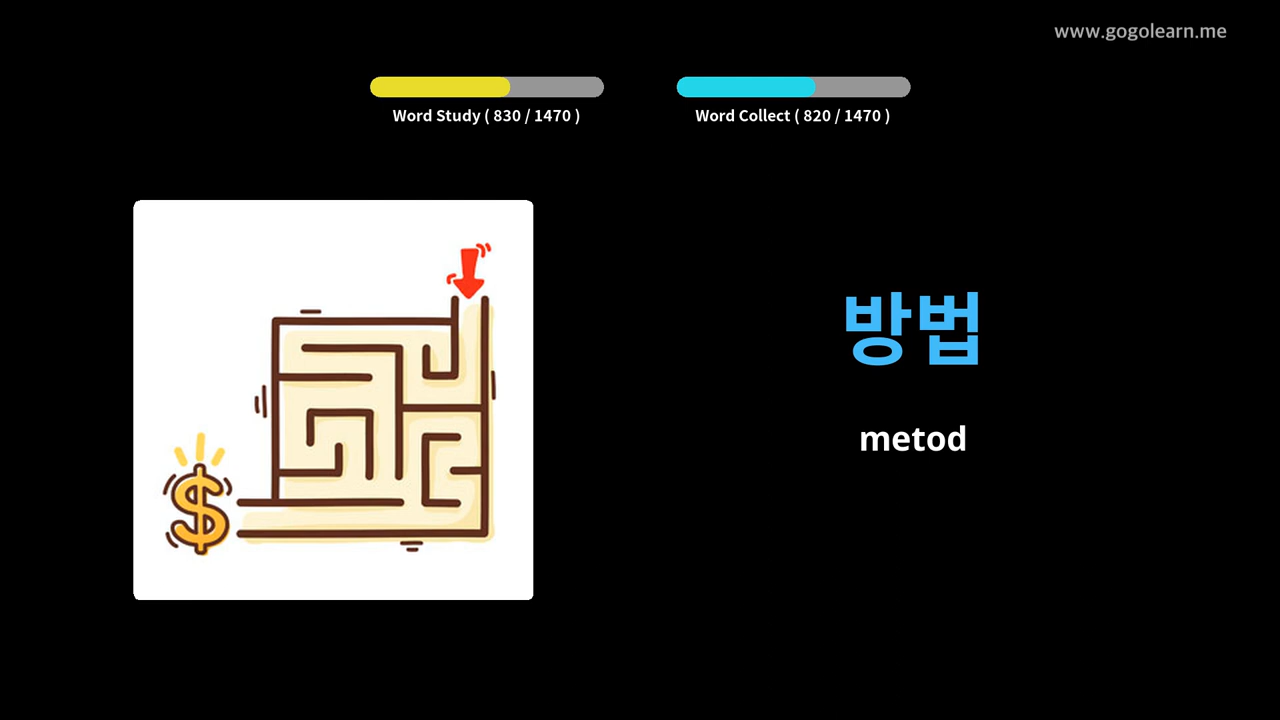 www.gogolearn.me
Word Study ( 830 / 1470 )
Word Collect ( 820 / 1470 )
$
방법
metod